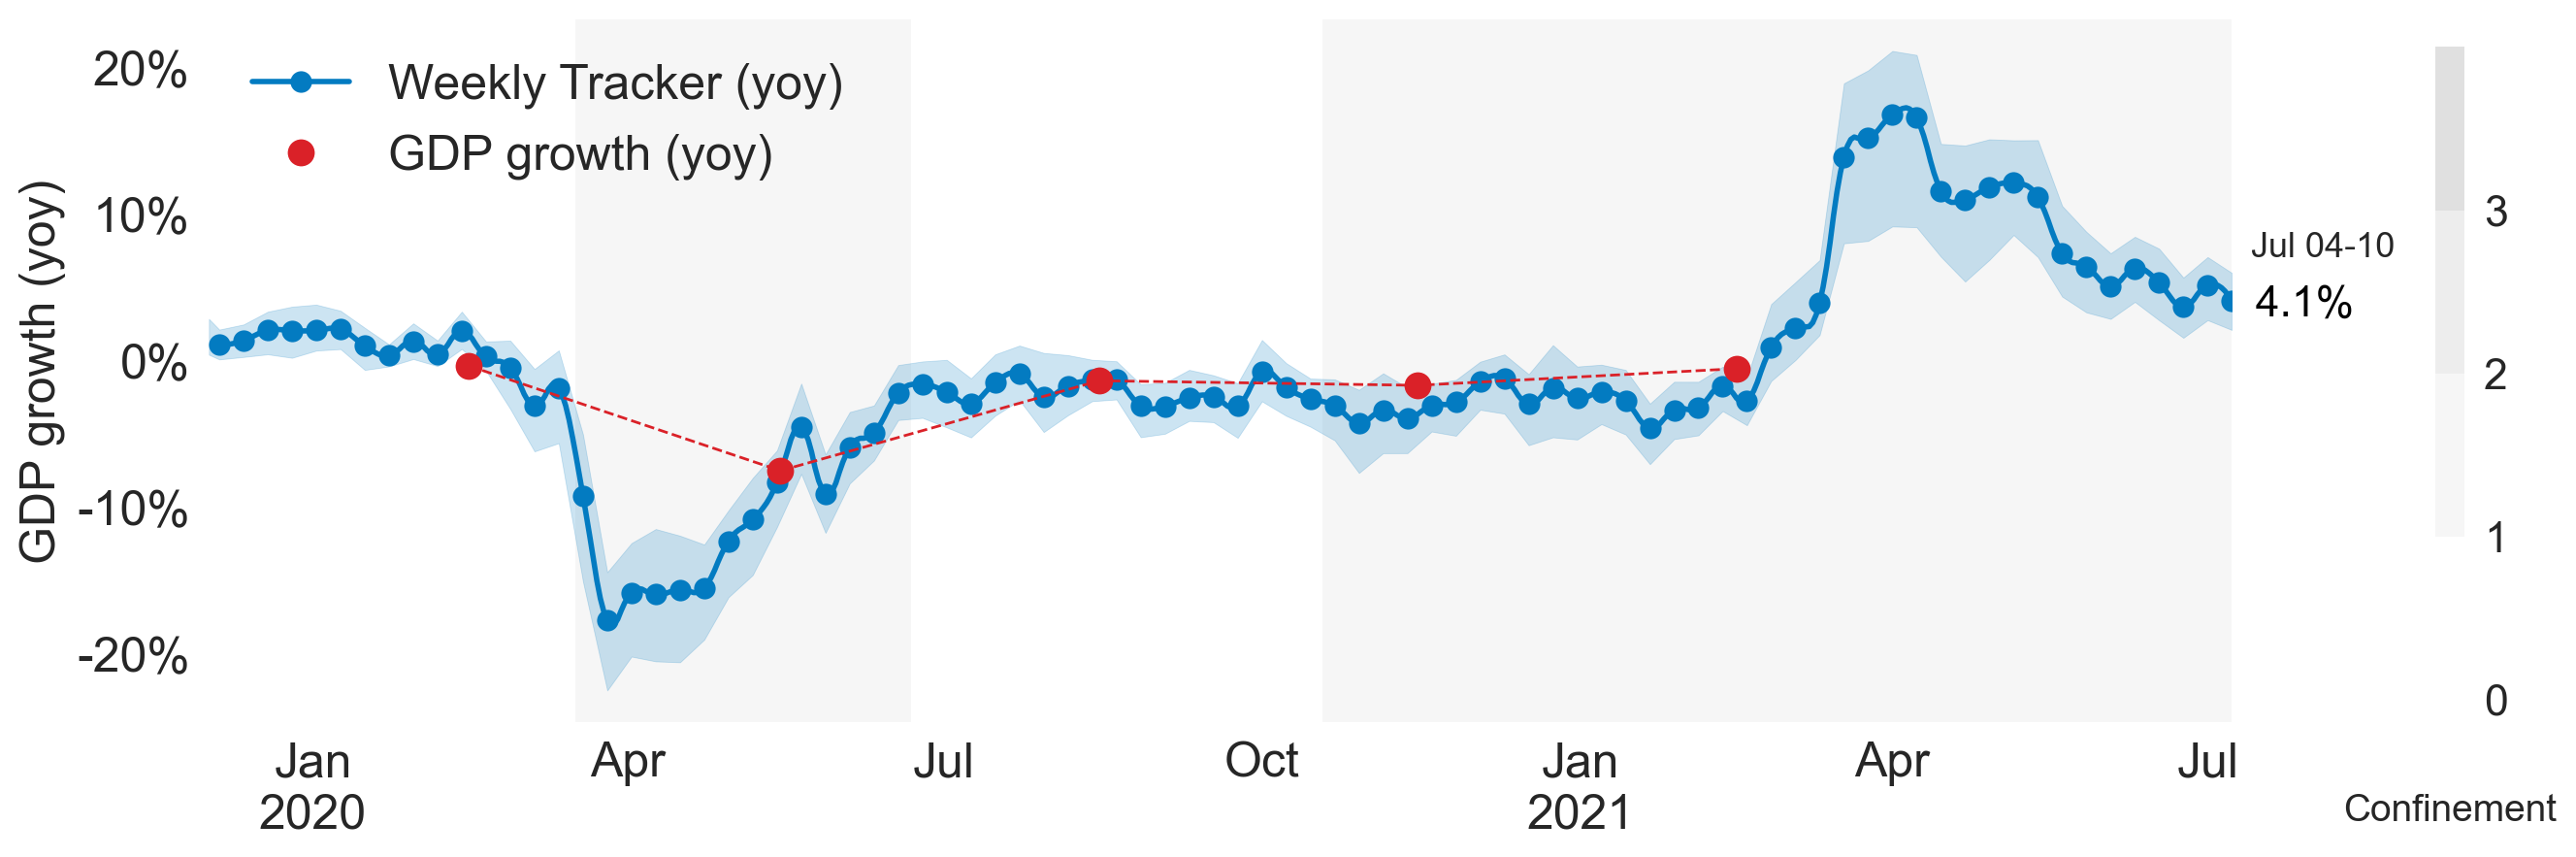 20%
10%
0%
-10%
-20%
GDP growth (yoy)
Weekly Tracker (yoy)
GDP growth (yoy)
Jul 04-10
4.1%
3
2
1
0
Jan Apr Jul Oct Jan Apr Jul
2020 2021
Confinement